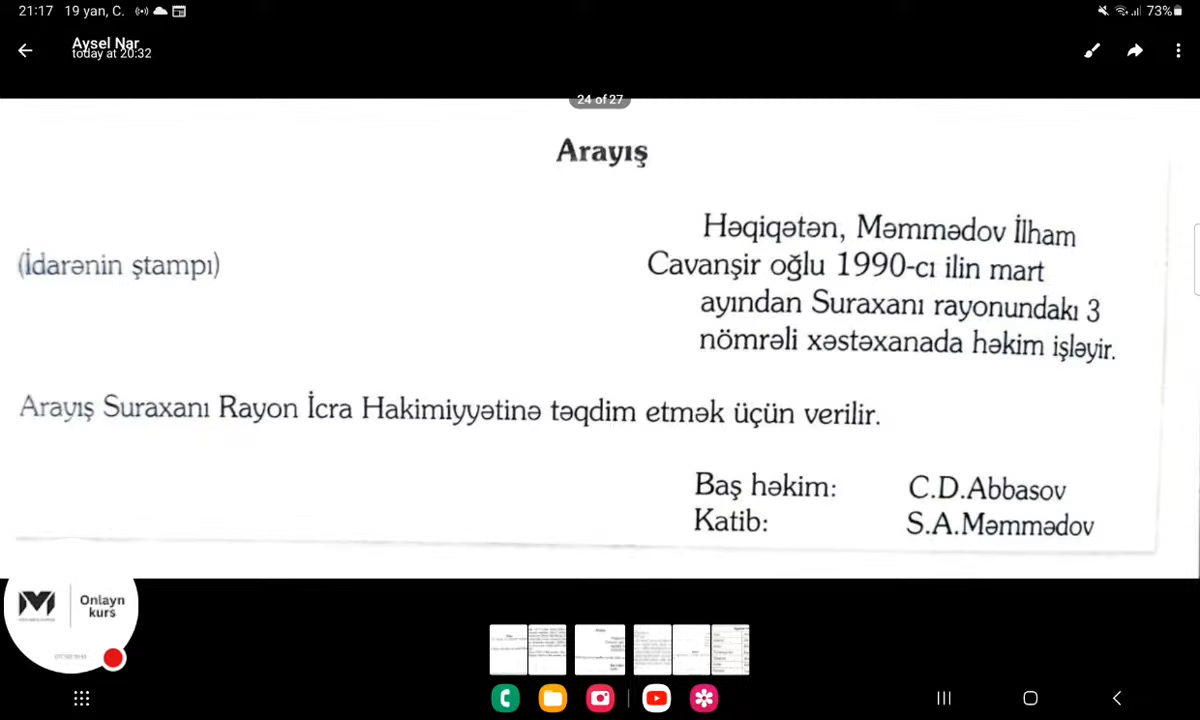 21:17 19 yan, C. 73%
Aysel Nar
today at 20:32
24 of 27
Arayış
(İdarənin ştampı)
Həqiqətən, Məmmədov İlham
Cavanşir oğlu 1990-cı ilin mart
ayından Suraxanı rayonundakı 3
nömrəli xəstəxanada həkim işləyir.
Arayış Suraxanı Rayon İcra Hakimiyyətinə təqdim etmək üçün verilir.
Baş həkim: C.D.Abbasov
Katib: S.A.Məmmədov
Onlayn
kurs